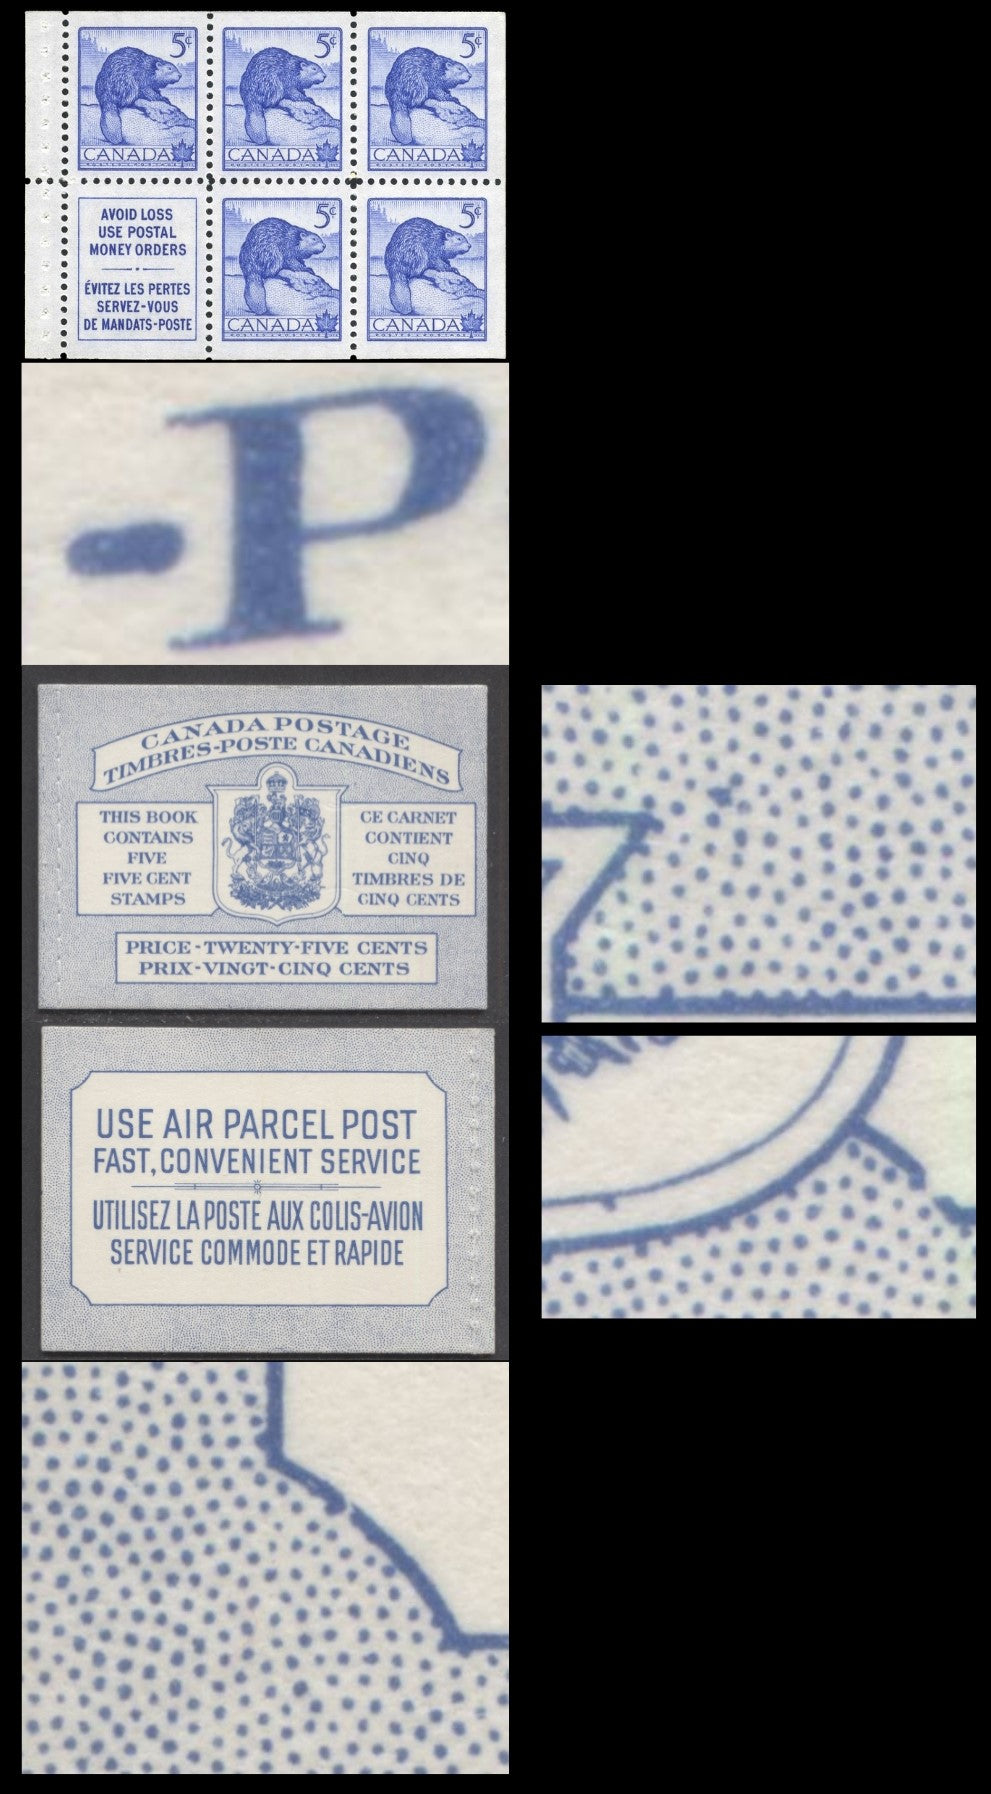 5¢ 5¢ 5¢
CANADA CANADA CANADA
AVOID LOSS
USE POSTAL
MONEY ORDERS
ÉVITEZ LES PERTES
SERVEZ-VOUS
DE MANDATS-POSTE
5¢ 5¢
CANADA CANADA
-P
CANADA POSTAGE
TIMBRES-POSTE CANADIENS
THIS BOOK
CONTAINS
FIVE
FIVE CENT
STAMPS
CE CARNET
CONTIENT
CINQ
TIMBRES DE
CINQ CENTS
PRICE-TWENTY-FIVE CENTS
PRIX-VINGT-CINQ CENTS
USE AIR PARCEL POST
FAST, CONVENIENT SERVICE
UTILISEZ LA POSTE AUX COLIS-AVION
SERVICE COMMODE ET RAPIDE